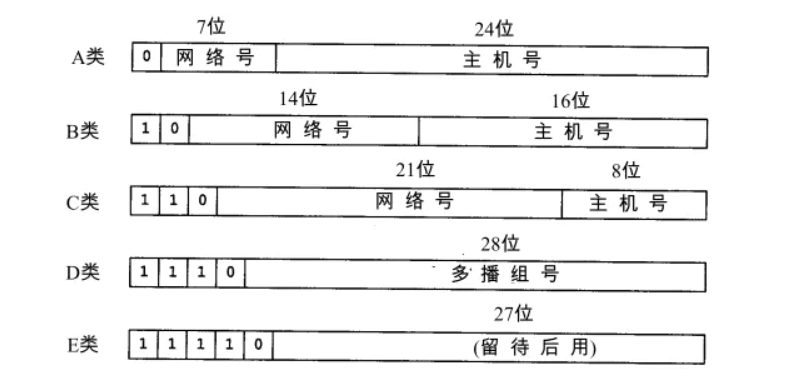 7位 24位
A类 0 网络号 主机号
14位 16位
B类 1 0 网络号 主机号
21位 8位
C类 1 1 0 网络号 主机号
28位
D类 1 1 1 0 多播组号
27位
E类 1 1 1 1 0 (留待后用)